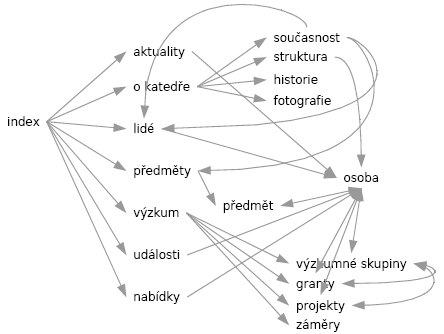 index
aktuality
o katedře
lidé
předměty
výzkum
události
nabídky
současnost
struktura
historie
fotografie
předmět
osoba
výzkumné skupiny
granty
projekty
záměry